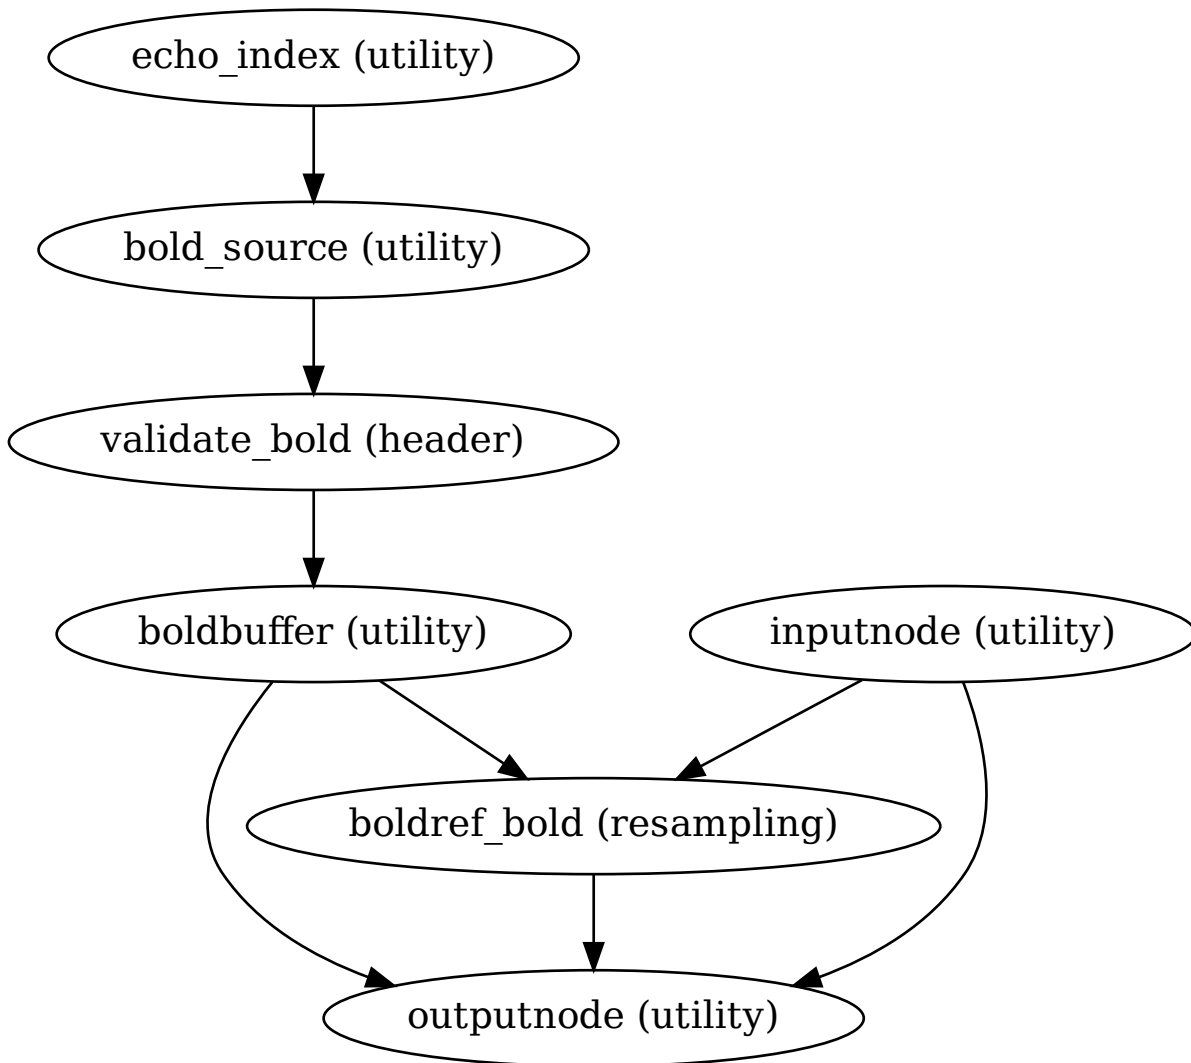 echo_index (utility)
bold_source (utility)
validate_bold (header)
boldbuffer (utility)
inputnode (utility)
boldref_bold (resampling)
outputnode (utility)